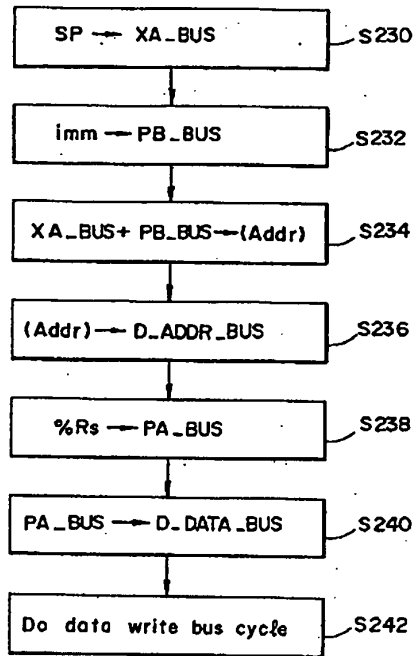 SP → XA_BUS
S230
imm → PB_BUS
S232
XA_BUS + PB_BUS → (Addr)
S234
(Addr) → D_ADDR_BUS
S236
%Rs → PA_BUS
S238
PA_BUS → D_DATA_BUS
S240
Do data write bus cycle
S242